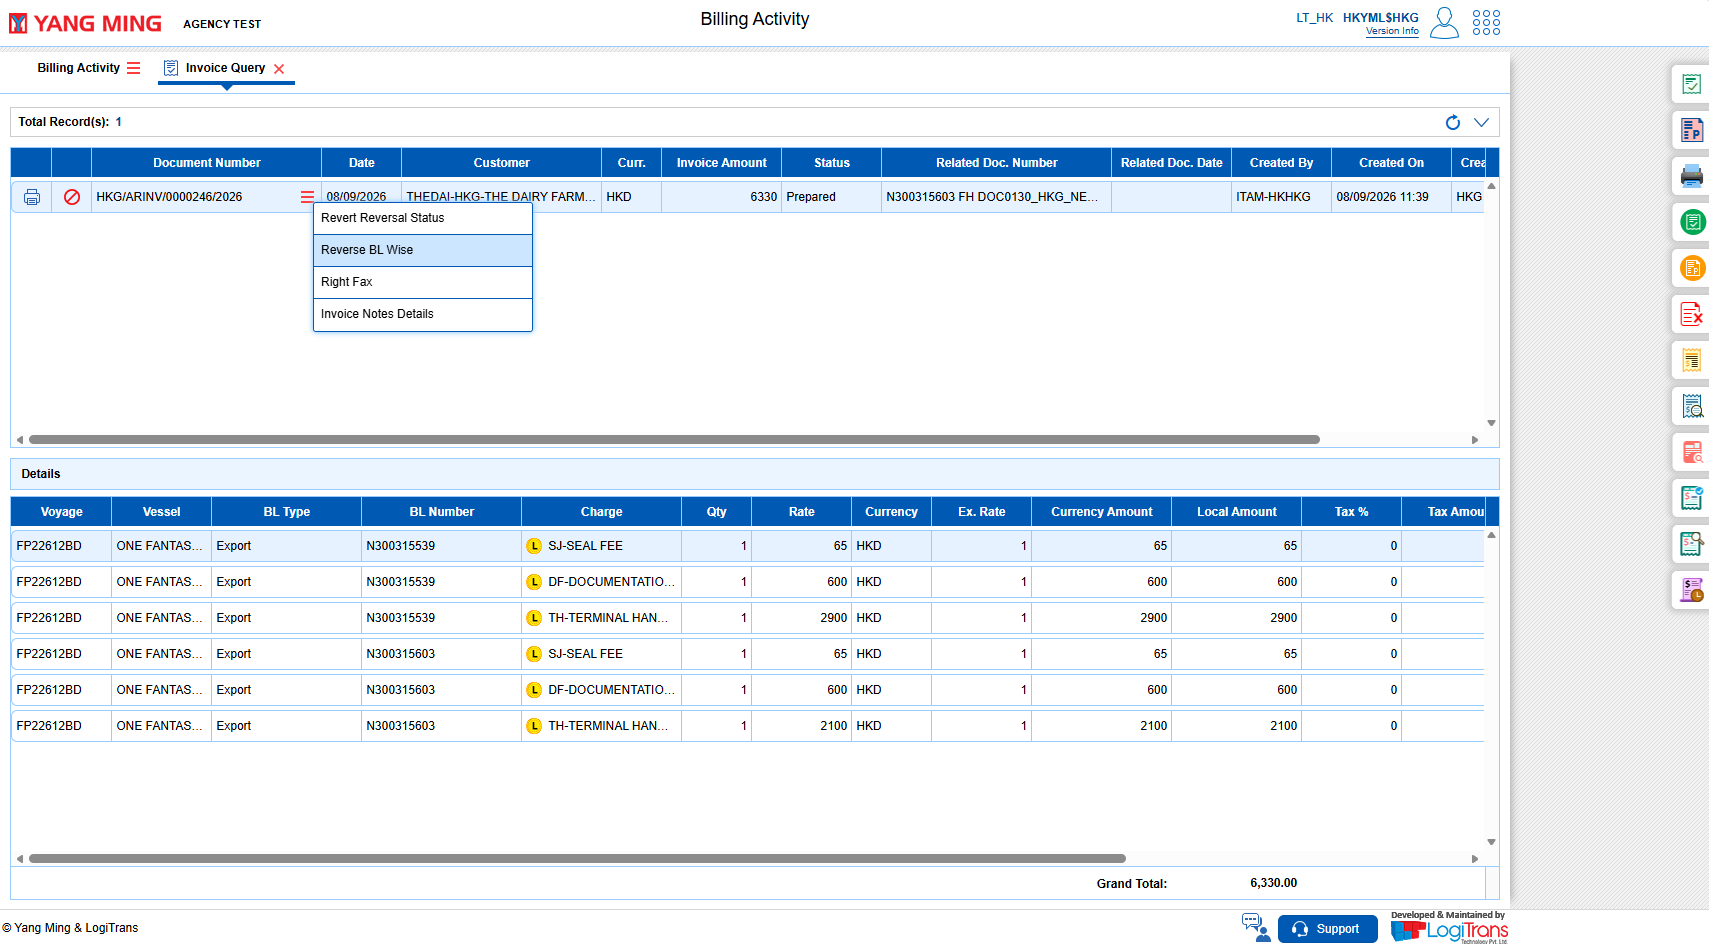 YANG MING AGENCY TEST Billing Activity LT_HK HKYML$HKG
Version Info
Billing Activity Invoice Query
Total Record(s): 1
Document Number Date Customer Curr. Invoice Amount Status Related Doc. Number Related Doc. Date Created By Created On Crea
HKG/ARINV/0000246/2026 08/09/2026 THEDAI-HKG-THE DAIRY FARM... HKD 6330 Prepared N300315603 FH DOC0130_HKG_NE... ITAM-HKHKG 08/09/2026 11:39 HKG
Revert Reversal Status
Reverse BL Wise
Right Fax
Invoice Notes Details
Details
Voyage Vessel BL Type BL Number Charge Qty Rate Currency Ex. Rate Currency Amount Local Amount Tax % Tax Amou
FP22612BD ONE FANTAS... Export N300315539 L SJ-SEAL FEE 1 65 HKD 1 65 65 0
FP22612BD ONE FANTAS... Export N300315539 L DF-DOCUMENTATIO... 1 600 HKD 1 600 600 0
FP22612BD ONE FANTAS... Export N300315539 L TH-TERMINAL HAN... 1 2900 HKD 1 2900 2900 0
FP22612BD ONE FANTAS... Export N300315603 L SJ-SEAL FEE 1 65 HKD 1 65 65 0
FP22612BD ONE FANTAS... Export N300315603 L DF-DOCUMENTATIO... 1 600 HKD 1 600 600 0
FP22612BD ONE FANTAS... Export N300315603 L TH-TERMINAL HAN... 1 2100 HKD 1 2100 2100 0
Grand Total: 6,330.00
© Yang Ming & LogiTrans Support
Developed & Maintained by
LogiTrans
Technology Pvt. Ltd.